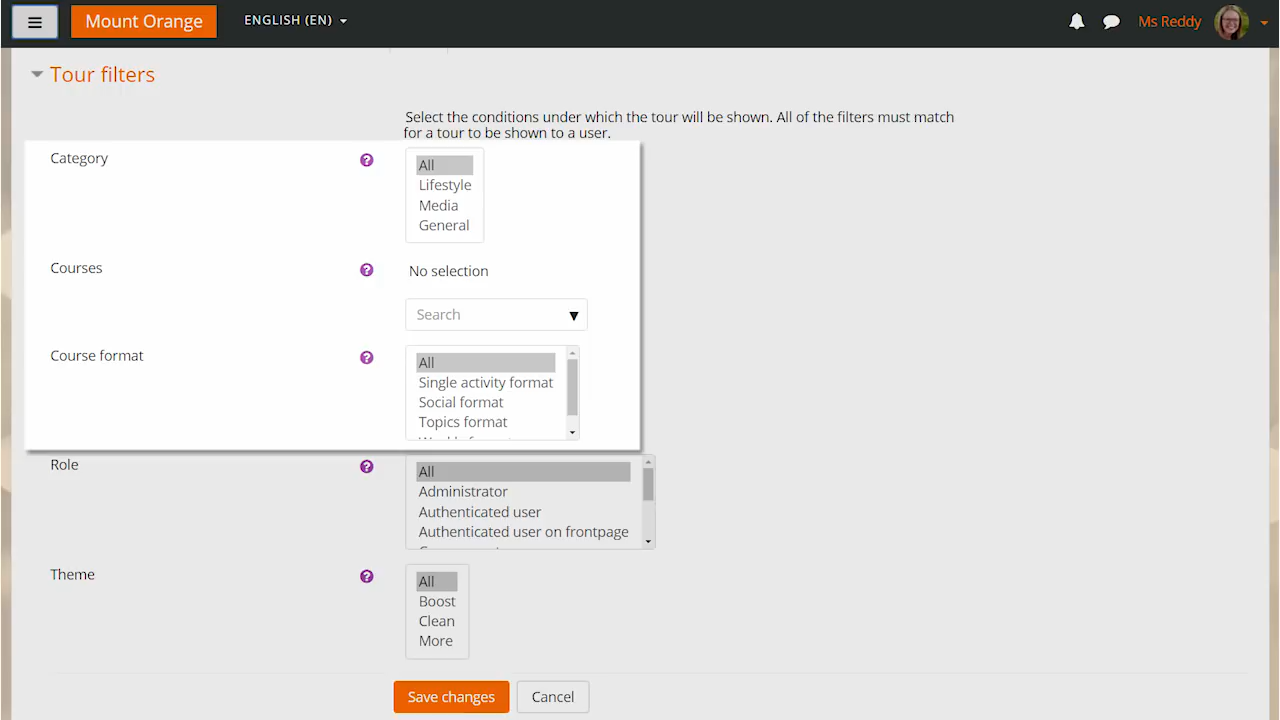 Mount Orange
ENGLISH (EN)
Ms Reddy
Tour filters
Select the conditions under which the tour will be shown. All of the filters must match
for a tour to be shown to a user.
Category
All
Lifestyle
Media
General
Courses
No selection
Search
Course format
All
Single activity format
Social format
Topics format
Role
All
Administrator
Authenticated user
Authenticated user on frontpage
Theme
All
Boost
Clean
More
Save changes
Cancel